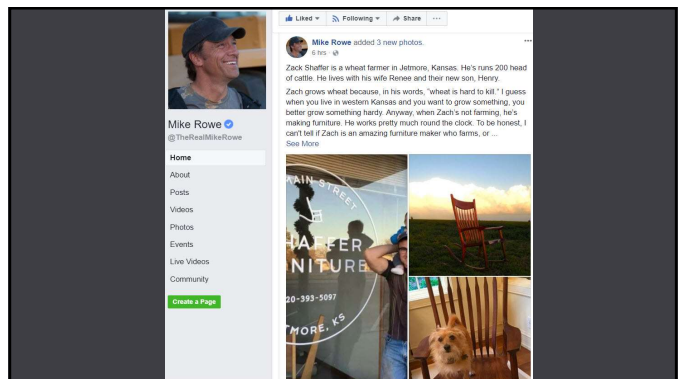 Liked
Following
Share
Mike Rowe added 3 new photos.
6 hrs
Zack Shaffer is a wheat farmer in Jetmore, Kansas. He's runs 200 head
of cattle. He lives with his wife Renee and their new son, Henry.
Zach grows wheat because, in his words, "wheat is hard to kill." I guess
when you live in western Kansas and you want to grow something, you
better grow something hardy. Anyway, when Zach's not farming, he's
making furniture. He works pretty much round the clock. To be honest, I
can't tell if Zach is an amazing furniture maker who farms, or ...
See More
Mike Rowe
@TheRealMikeRowe
Home
About
Posts
Videos
Photos
Events
Live Videos
Community
Create a Page
MAIN STREET
HAFFER
NITURE
20-393-5097
TMORE, KS